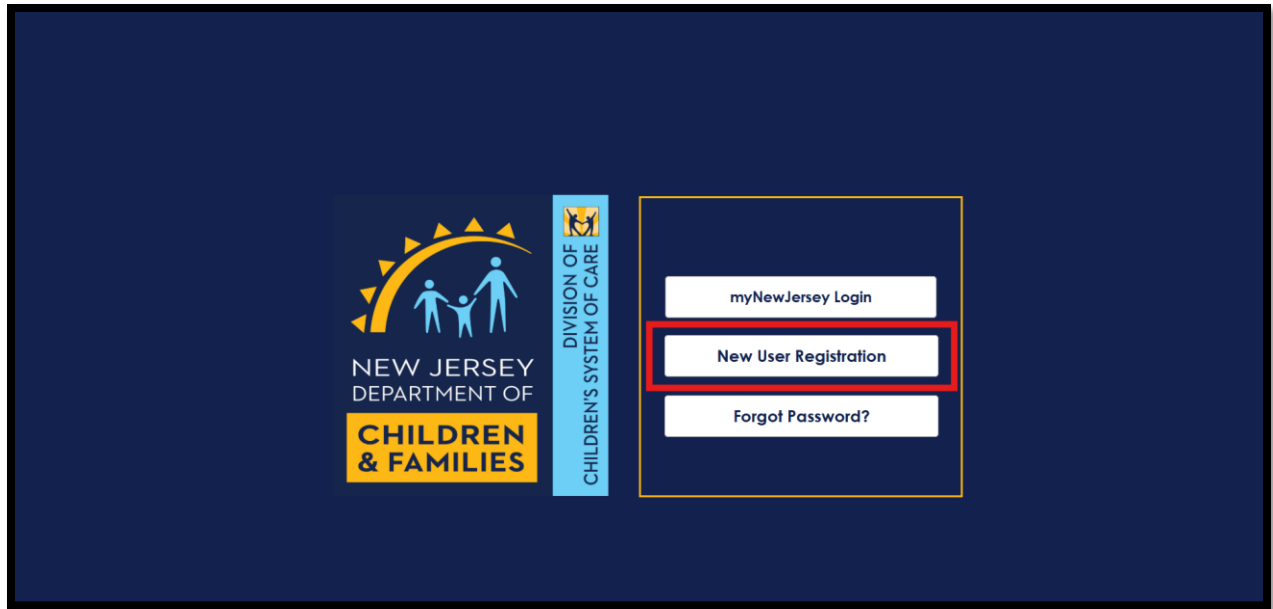 NEW JERSEY
DEPARTMENT OF
CHILDREN
& FAMILIES
DIVISION OF
CHILDREN'S SYSTEM OF CARE
myNewJersey Login
New User Registration
Forgot Password?